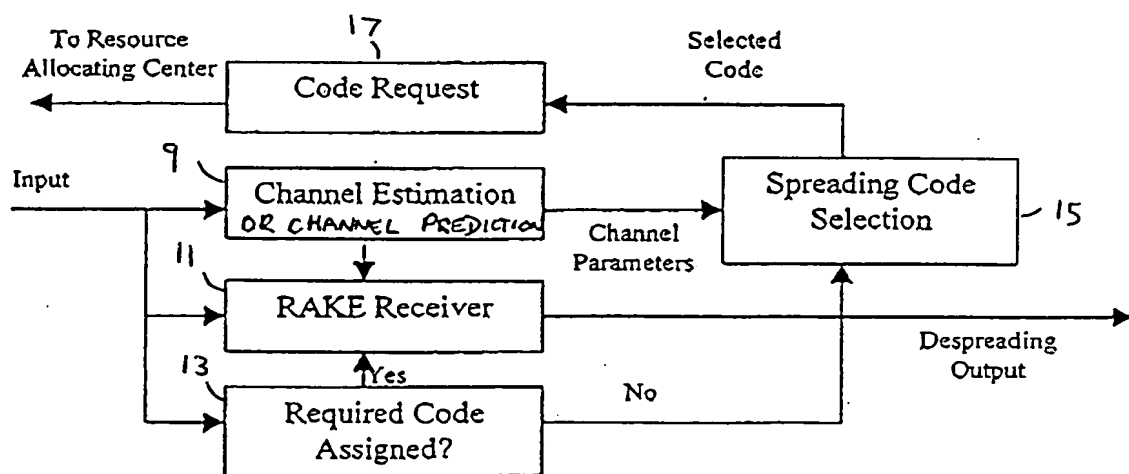 To Resource
Allocating Center
17
Code Request
Selected
Code
9
Input
Channel Estimation
OR CHANNEL PREDICTION
Channel
Parameters
Spreading Code
Selection
15
11
RAKE Receiver
Despreading
Output
13
Yes
No
Required Code
Assigned?